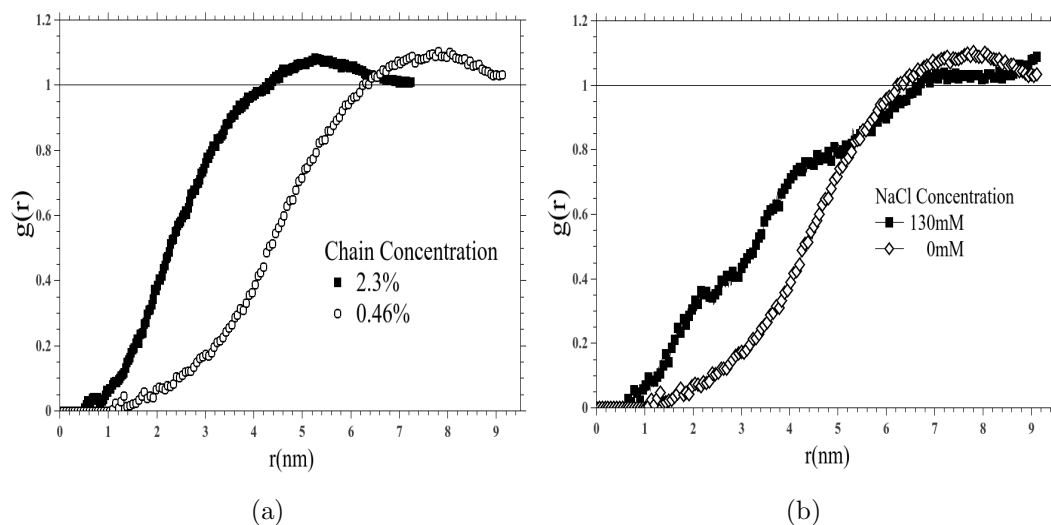 1.2
1
0.8
0.6
0.4
0.2
0
g(r)
Chain Concentration
2.3%
0.46%
0 1 2 3 4 5 6 7 8 9
r(nm)
(a)
1.2
1
0.8
0.6
0.4
0.2
0
g(r)
NaCl Concentration
130mM
0mM
0 1 2 3 4 5 6 7 8 9
r(nm)
(b)